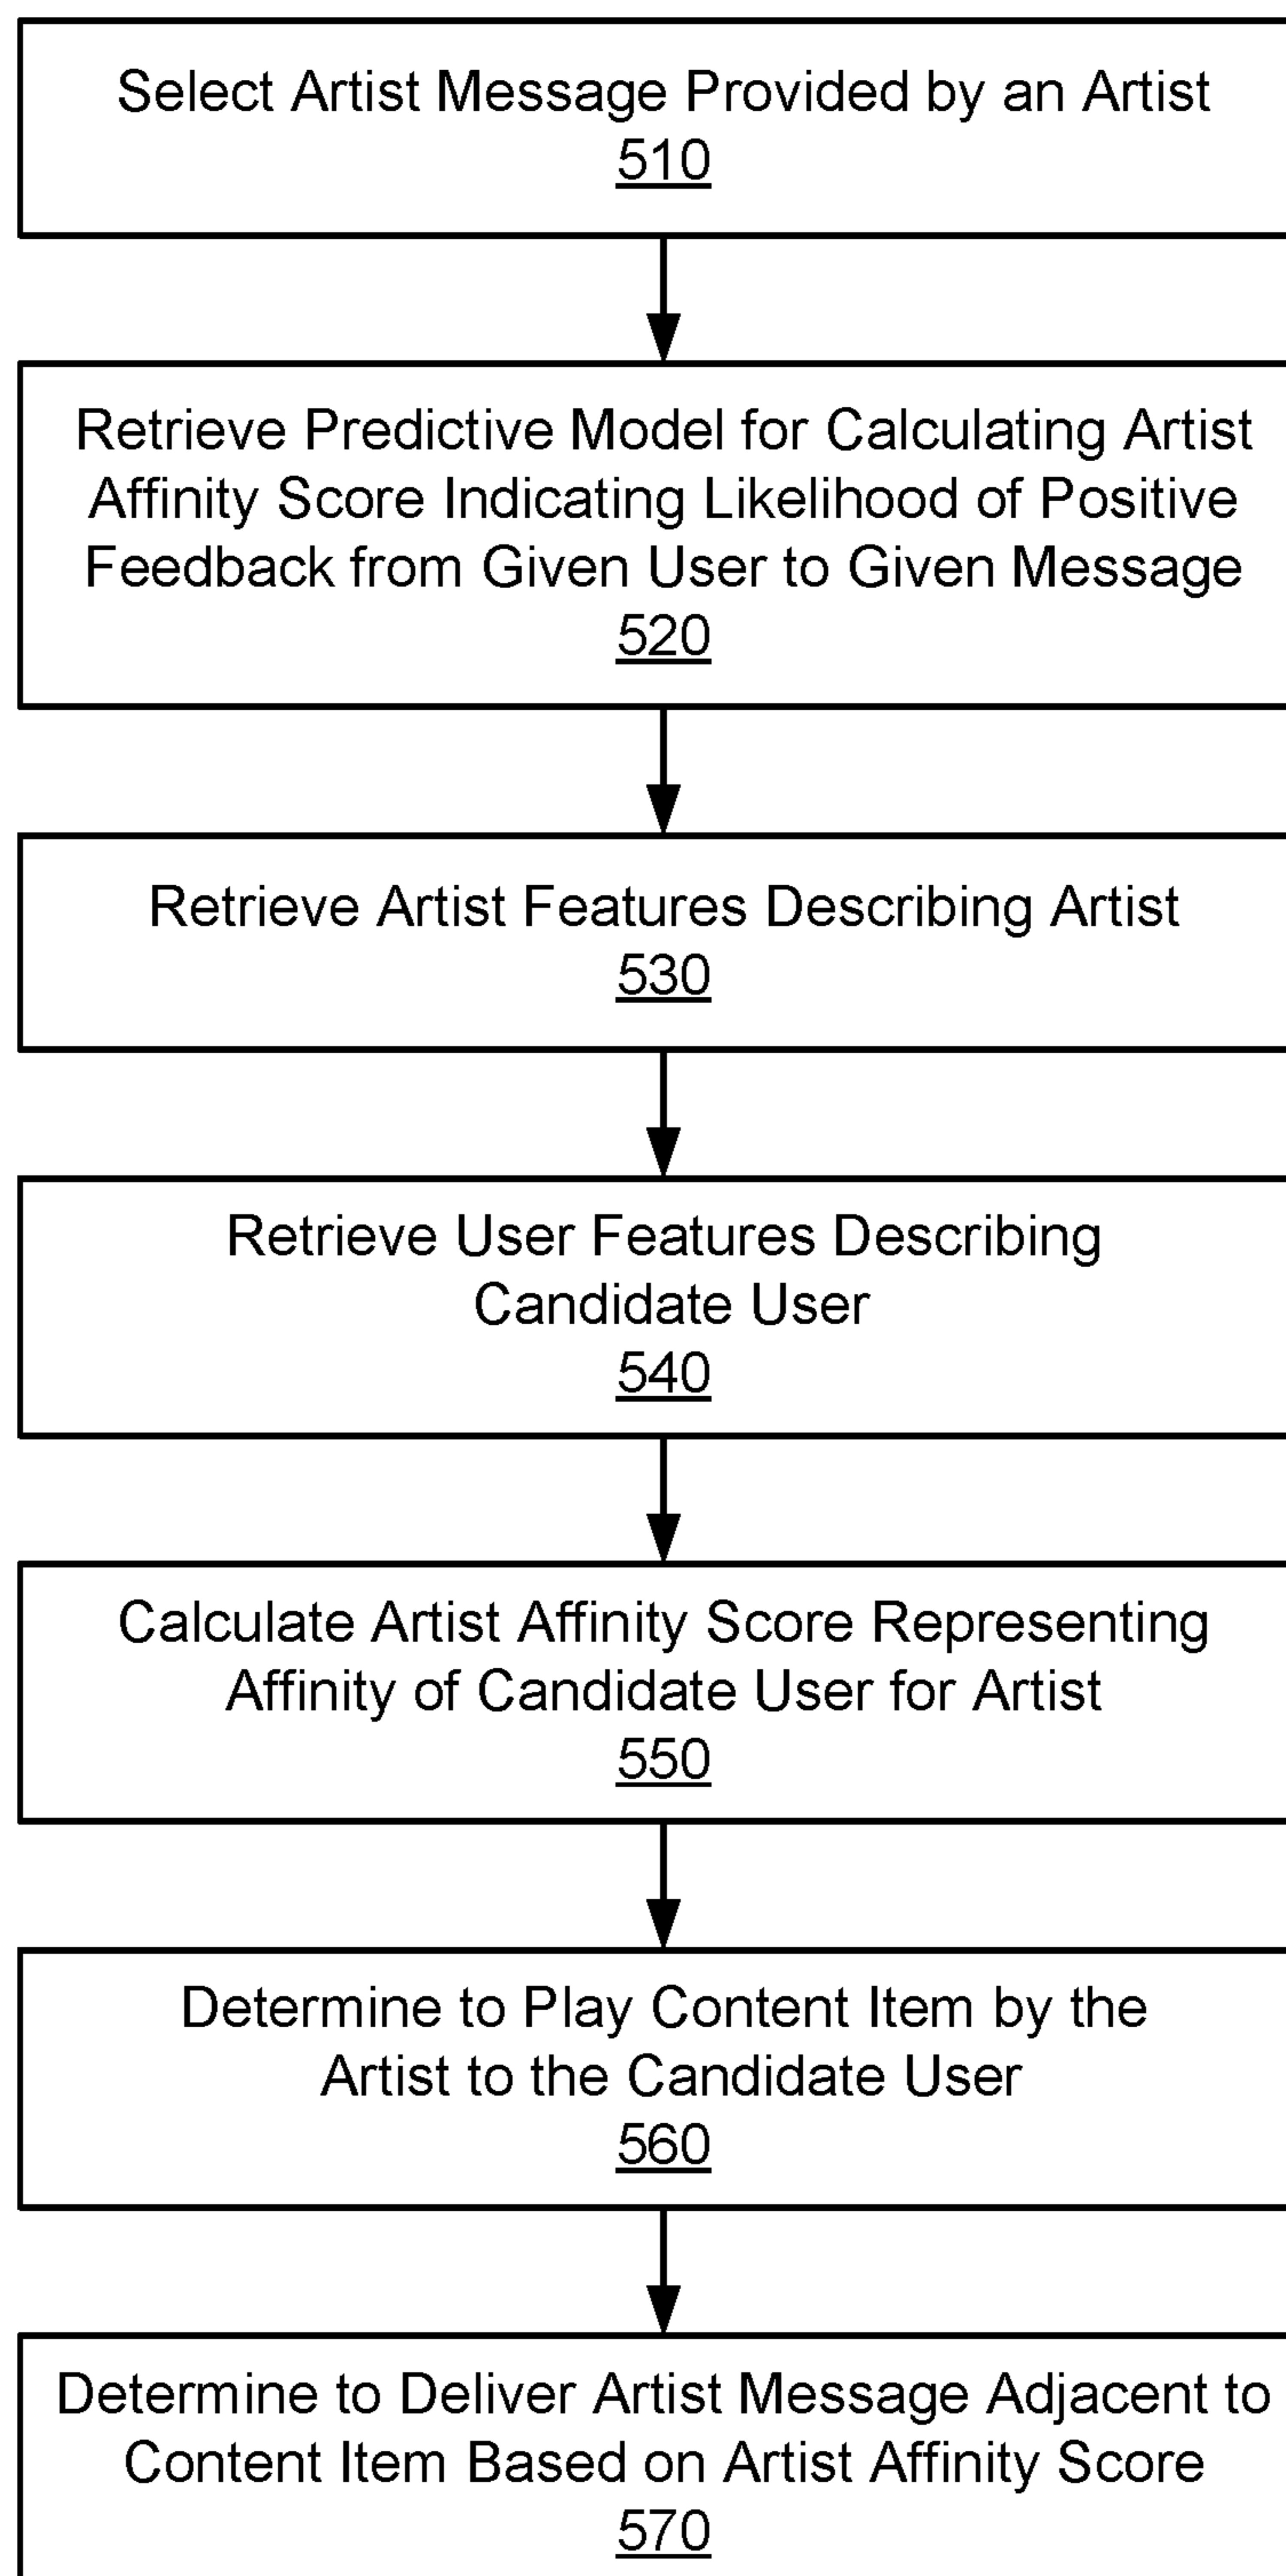 Select Artist Message Provided by an Artist
510
Retrieve Predictive Model for Calculating Artist
Affinity Score Indicating Likelihood of Positive
Feedback from Given User to Given Message
520
Retrieve Artist Features Describing Artist
530
Retrieve User Features Describing
Candidate User
540
Calculate Artist Affinity Score Representing
Affinity of Candidate User for Artist
550
Determine to Play Content Item by the
Artist to the Candidate User
560
Determine to Deliver Artist Message Adjacent to
Content Item Based on Artist Affinity Score
570